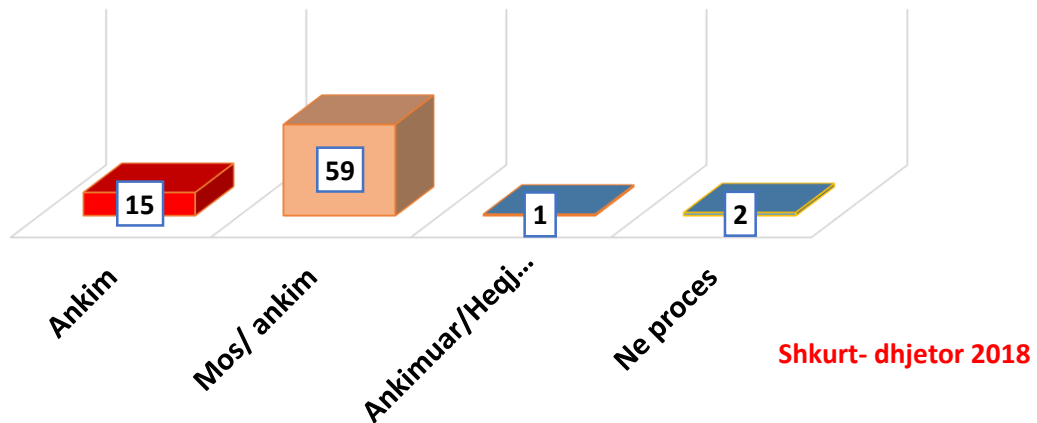 15
59
1
2
Ankim
Mos/ ankim
Ankimuar/Heqj...
Ne proces
Shkurt- dhjetor 2018